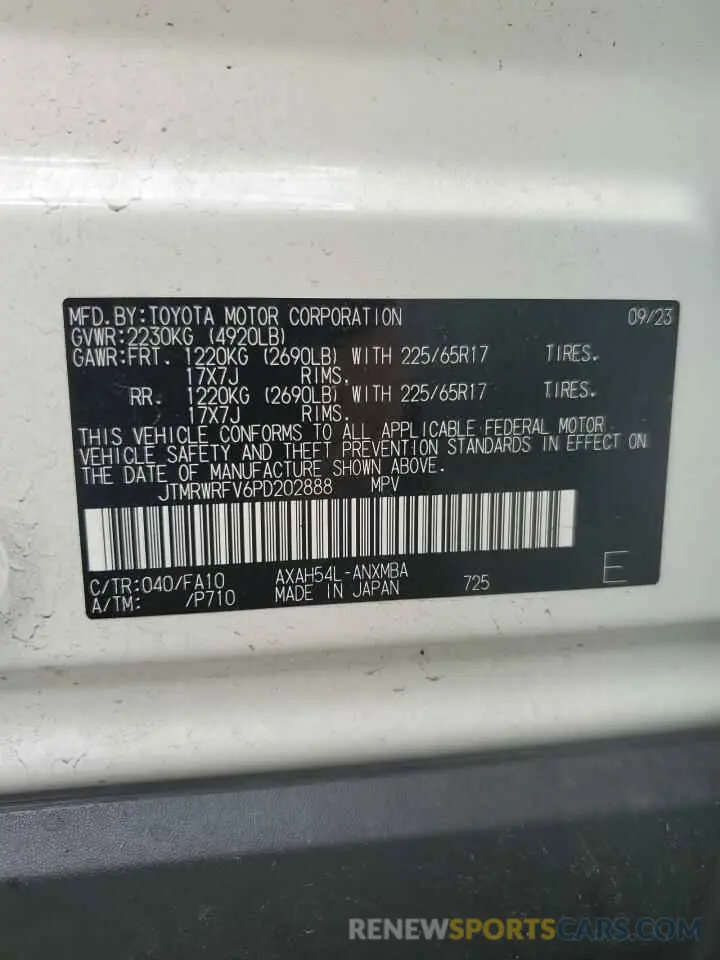 MFD.BY:TOYOTA MOTOR CORPORATION 09/23
GVWR:2230KG (4920LB)
GAWR:FRT. 1220KG (2690LB) WITH 225/65R17 TIRES.
17X7J RIMS.
RR. 1220KG (2690LB) WITH 225/65R17 TIRES.
17X7J RIMS.
THIS VEHICLE CONFORMS TO ALL APPLICABLE FEDERAL MOTOR
VEHICLE SAFETY AND THEFT PREVENTION STANDARDS IN EFFECT ON
THE DATE OF MANUFACTURE SHOWN ABOVE.
JTMRWRFV6PD202888 MPV
C/TR:040/FA10 AXAH54L-ANXMBA 725 E
A/TM: /P710 MADE IN JAPAN
RENEWSPORTSCARS.COM